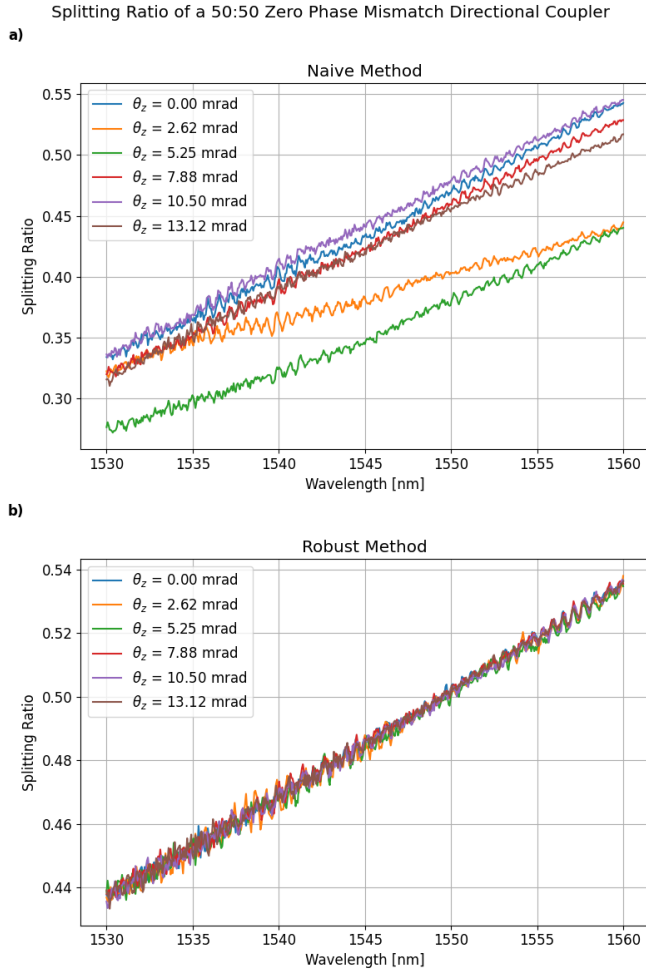 Splitting Ratio of a 50:50 Zero Phase Mismatch Directional Coupler
a)
Naive Method
0.55
0.50
0.45
0.40
0.35
0.30
Splitting Ratio
θz = 0.00 mrad
θz = 2.62 mrad
θz = 5.25 mrad
θz = 7.88 mrad
θz = 10.50 mrad
θz = 13.12 mrad
1530 1535 1540 1545 1550 1555 1560
Wavelength [nm]
b)
Robust Method
0.54
0.52
0.50
0.48
0.46
0.44
Splitting Ratio
θz = 0.00 mrad
θz = 2.62 mrad
θz = 5.25 mrad
θz = 7.88 mrad
θz = 10.50 mrad
θz = 13.12 mrad
1530 1535 1540 1545 1550 1555 1560
Wavelength [nm]